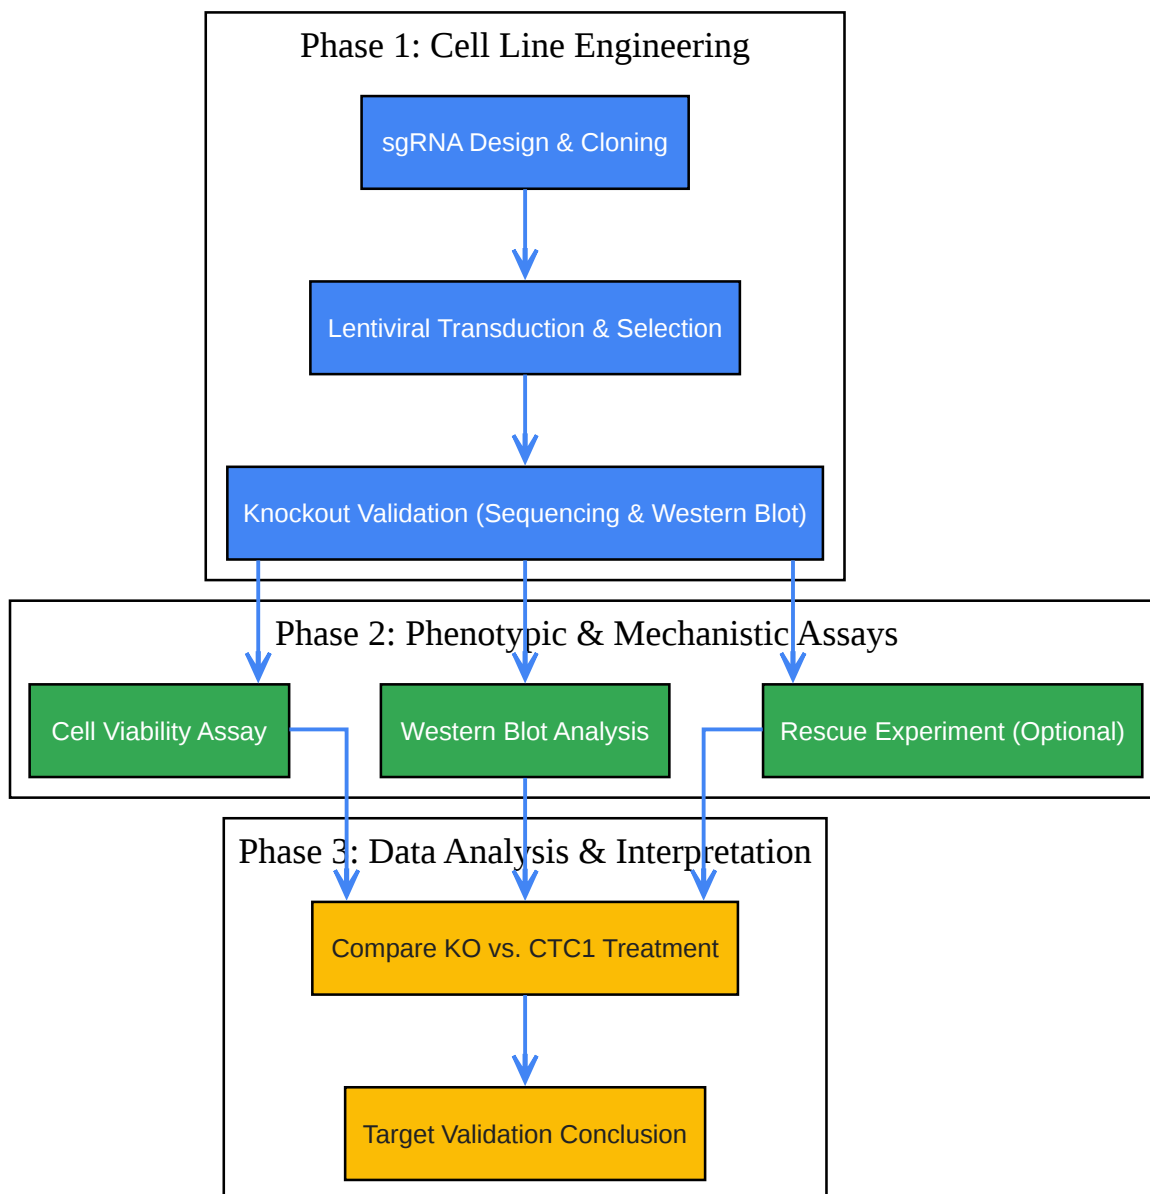 Phase 1: Cell Line Engineering
sgRNA Design & Cloning
Lentiviral Transduction & Selection
Knockout Validation (Sequencing & Western Blot)
Phase 2: Phenotypic & Mechanistic Assays
Cell Viability Assay
Western Blot Analysis
Rescue Experiment (Optional)
Phase 3: Data Analysis & Interpretation
Compare KO vs. CTC1 Treatment
Target Validation Conclusion